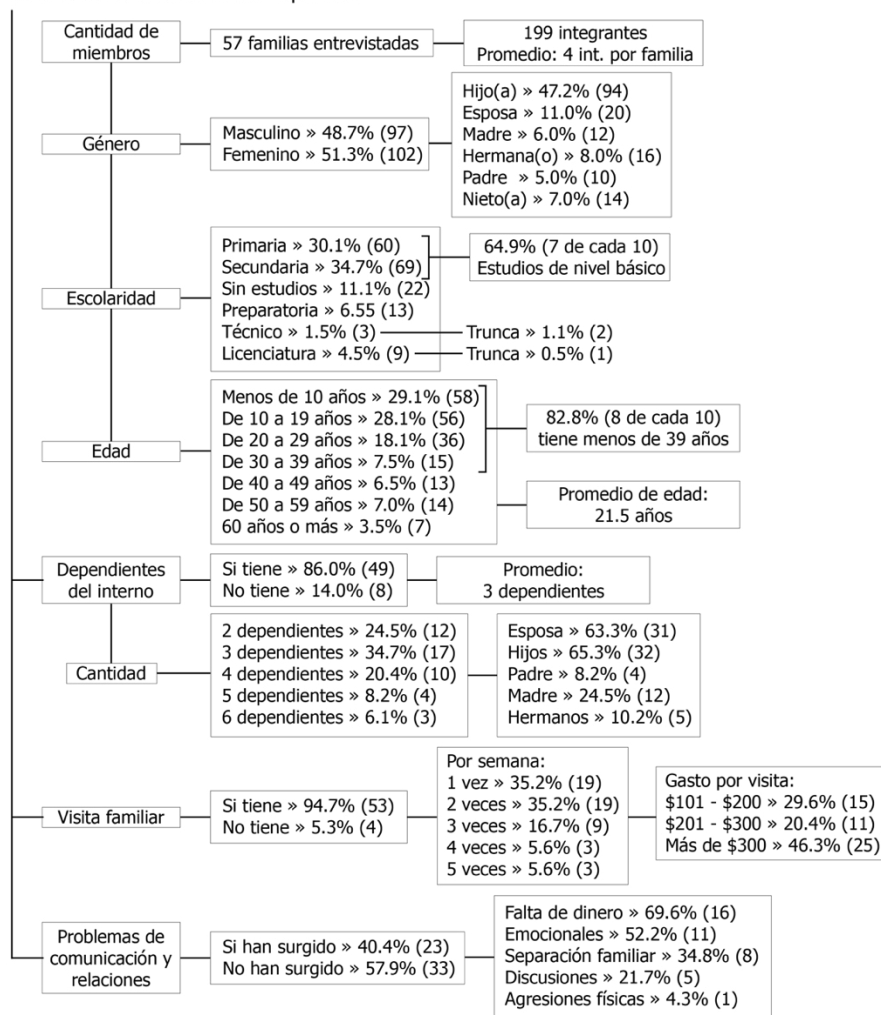 Cantidad de
miembros
57 familias entrevistadas
199 integrantes
Promedio: 4 int. por familia
Género
Masculino » 48.7% (97)
Femenino » 51.3% (102)
Hijo(a) » 47.2% (94)
Esposa » 11.0% (20)
Madre » 6.0% (12)
Hermana(o) » 8.0% (16)
Padre » 5.0% (10)
Nieto(a) » 7.0% (14)
Escolaridad
Primaria » 30.1% (60)
Secundaria » 34.7% (69)
Sin estudios » 11.1% (22)
Preparatoria » 6.55 (13)
Técnico » 1.5% (3)
Licenciatura » 4.5% (9)
64.9% (7 de cada 10)
Estudios de nivel básico
Trunca » 1.1% (2)
Trunca » 0.5% (1)
Edad
Menos de 10 años » 29.1% (58)
De 10 a 19 años » 28.1% (56)
De 20 a 29 años » 18.1% (36)
De 30 a 39 años » 7.5% (15)
De 40 a 49 años » 6.5% (13)
De 50 a 59 años » 7.0% (14)
60 años o más » 3.5% (7)
82.8% (8 de cada 10)
tiene menos de 39 años
Promedio de edad:
21.5 años
Dependientes
del interno
Si tiene » 86.0% (49)
No tiene » 14.0% (8)
Promedio:
3 dependientes
Cantidad
2 dependientes » 24.5% (12)
3 dependientes » 34.7% (17)
4 dependientes » 20.4% (10)
5 dependientes » 8.2% (4)
6 dependientes » 6.1% (3)
Esposa » 63.3% (31)
Hijos » 65.3% (32)
Padre » 8.2% (4)
Madre » 24.5% (12)
Hermanos » 10.2% (5)
Visita familiar
Si tiene » 94.7% (53)
No tiene » 5.3% (4)
Por semana:
1 vez » 35.2% (19)
2 veces » 35.2% (19)
3 veces » 16.7% (9)
4 veces » 5.6% (3)
5 veces » 5.6% (3)
Gasto por visita:
$101 - $200 » 29.6% (15)
$201 - $300 » 20.4% (11)
Más de $300 » 46.3% (25)
Problemas de
comunicación y
relaciones
Si han surgido » 40.4% (23)
No han surgido » 57.9% (33)
Falta de dinero » 69.6% (16)
Emocionales » 52.2% (11)
Separación familiar » 34.8% (8)
Discusiones » 21.7% (5)
Agresiones físicas » 4.3% (1)